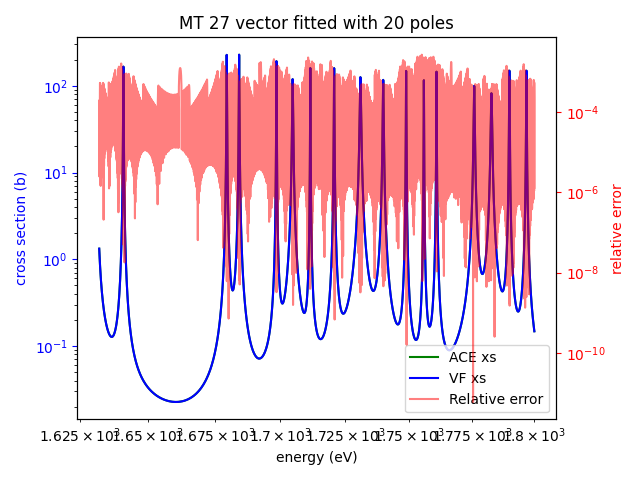 MT 27 vector fitted with 20 poles
cross section (b)
10²
10¹
10⁰
10⁻¹
10⁻⁴
10⁻⁶
10⁻⁸
10⁻¹⁰
relative error
ACE xs
VF xs
Relative error
1.625 × 10³ 1.65 × 10³ 1.675 × 10³ 1.7 × 10³ 1.725 × 10³ 1.75 × 10³ 1.775 × 10³ 1.8 × 10³
energy (eV)